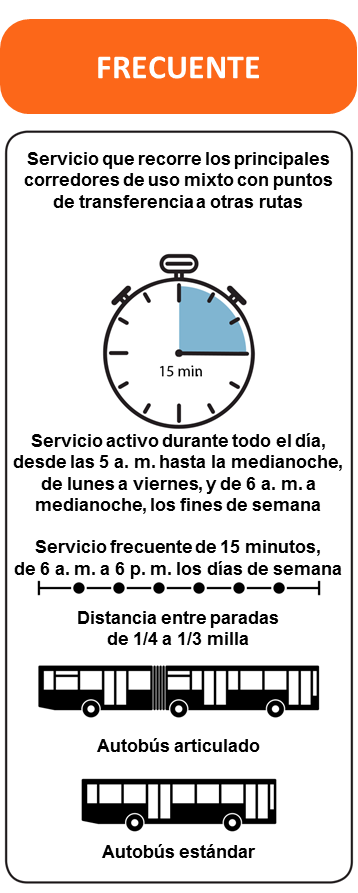 FRECUENTE
Servicio que recorre los principales
corredores de uso mixto con puntos
de transferencia a otras rutas
15 min
Servicio activo durante todo el día,
desde las 5 a. m. hasta la medianoche,
de lunes a viernes, y de 6 a. m. a
medianoche, los fines de semana
Servicio frecuente de 15 minutos,
de 6 a. m. a 6 p. m. los días de semana
Distancia entre paradas
de 1/4 a 1/3 milla
Autobús articulado
Autobús estándar